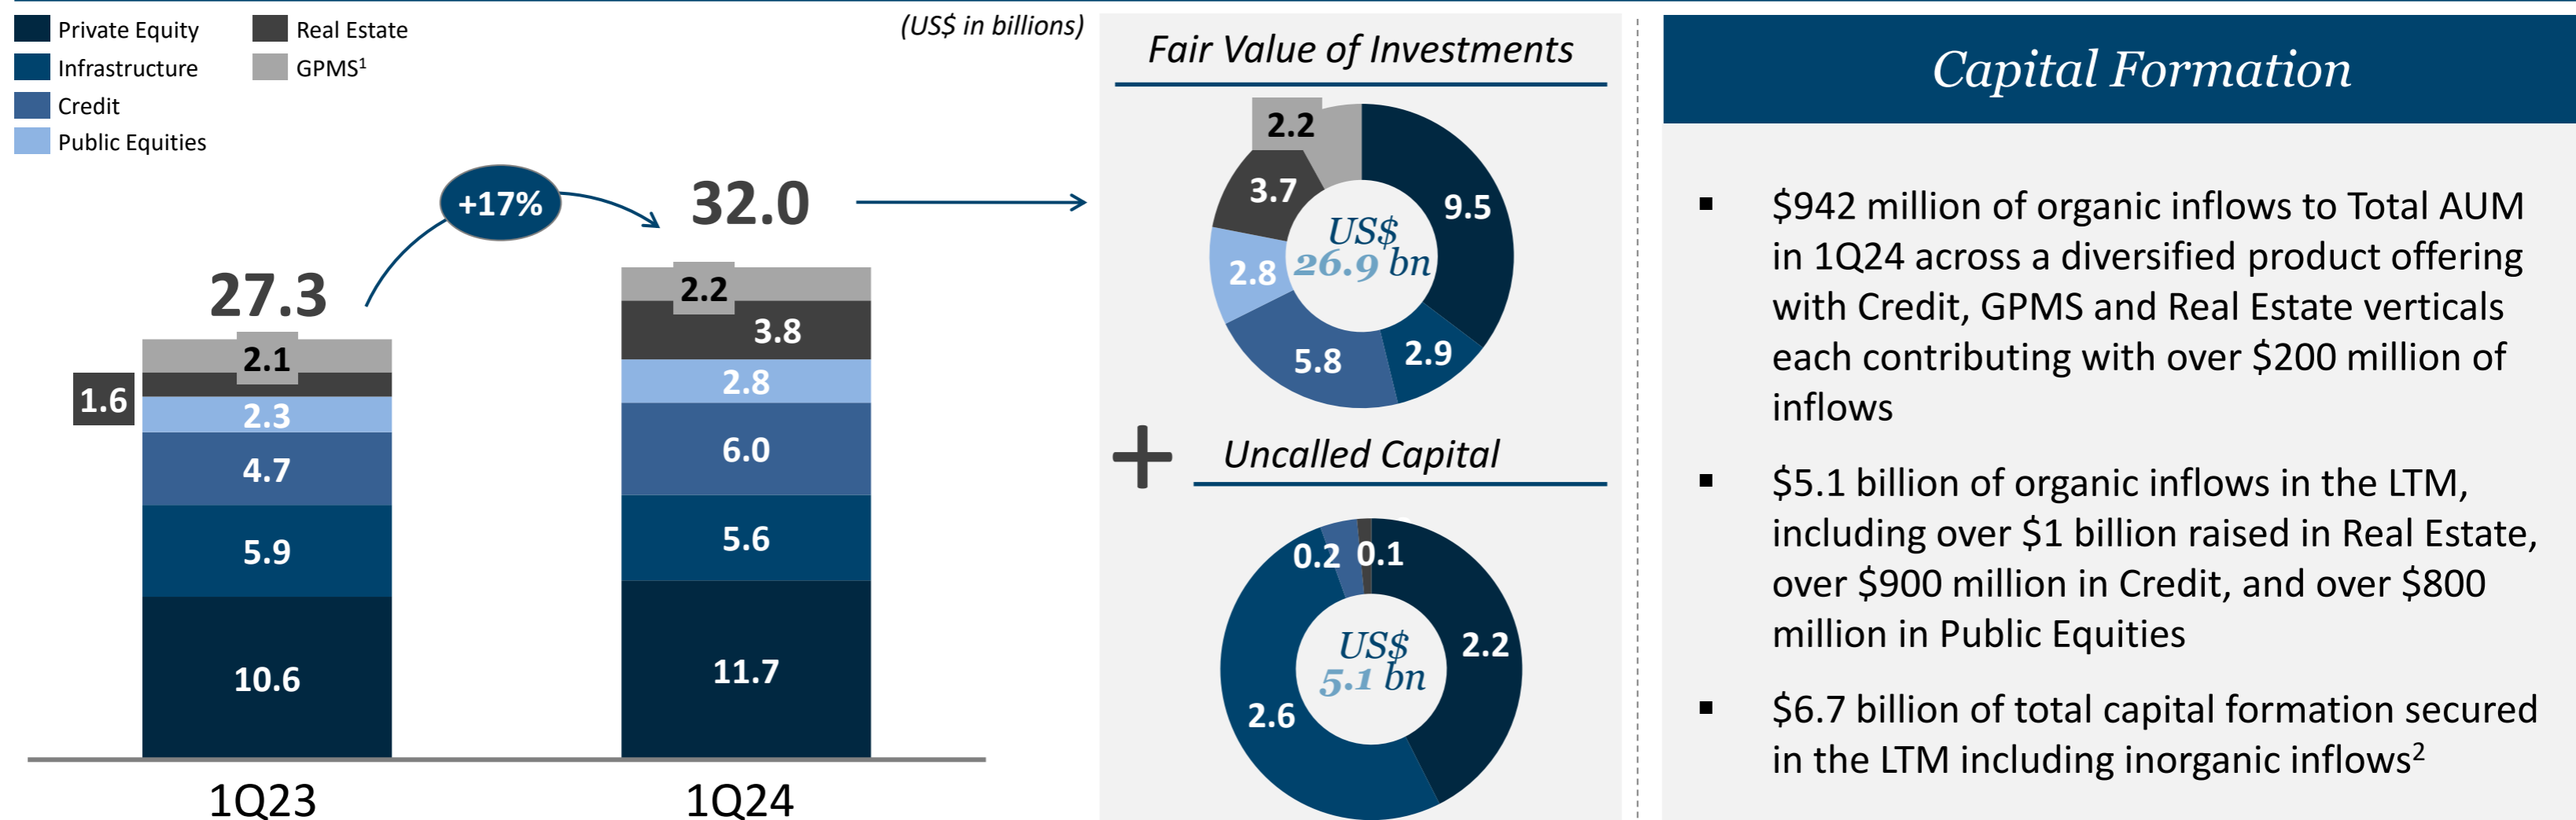 Private Equity
Infrastructure
Credit
Public Equities
Real Estate
GPMS¹
(US$ in billions)
+17%
27.3
2.1
1.6
2.3
4.7
5.9
10.6
1Q23
32.0
2.2
3.8
2.8
6.0
5.6
11.7
1Q24
Fair Value of Investments
2.2
9.5
3.7
2.8
5.8
2.9
US$
26.9 bn
+
Uncalled Capital
0.2
0.1
2.2
2.6
US$
5.1 bn
Capital Formation
▪ $942 million of organic inflows to Total AUM
in 1Q24 across a diversified product offering
with Credit, GPMS and Real Estate verticals
each contributing with over $200 million of
inflows
▪ $5.1 billion of organic inflows in the LTM,
including over $1 billion raised in Real Estate,
over $900 million in Credit, and over $800
million in Public Equities
▪ $6.7 billion of total capital formation secured
in the LTM including inorganic inflows²